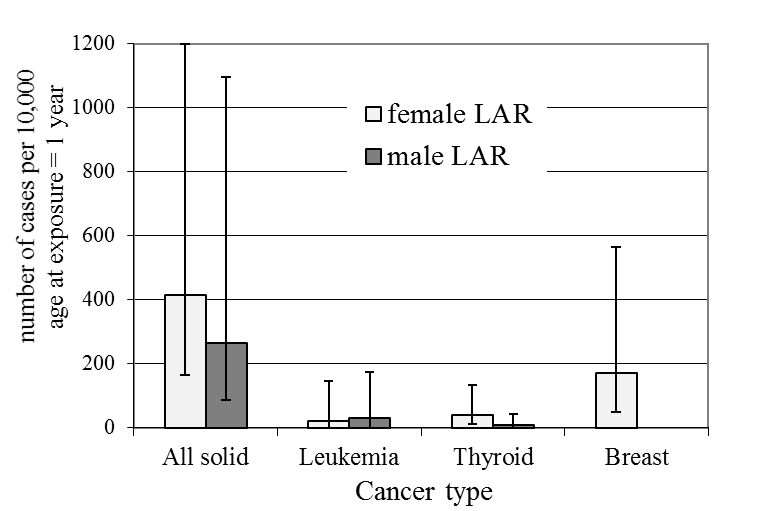 number of cases per 10,000
age at exposure = 1 year
1200
1000
800
600
400
200
0
female LAR
male LAR
All solid
Leukemia
Thyroid
Breast
Cancer type